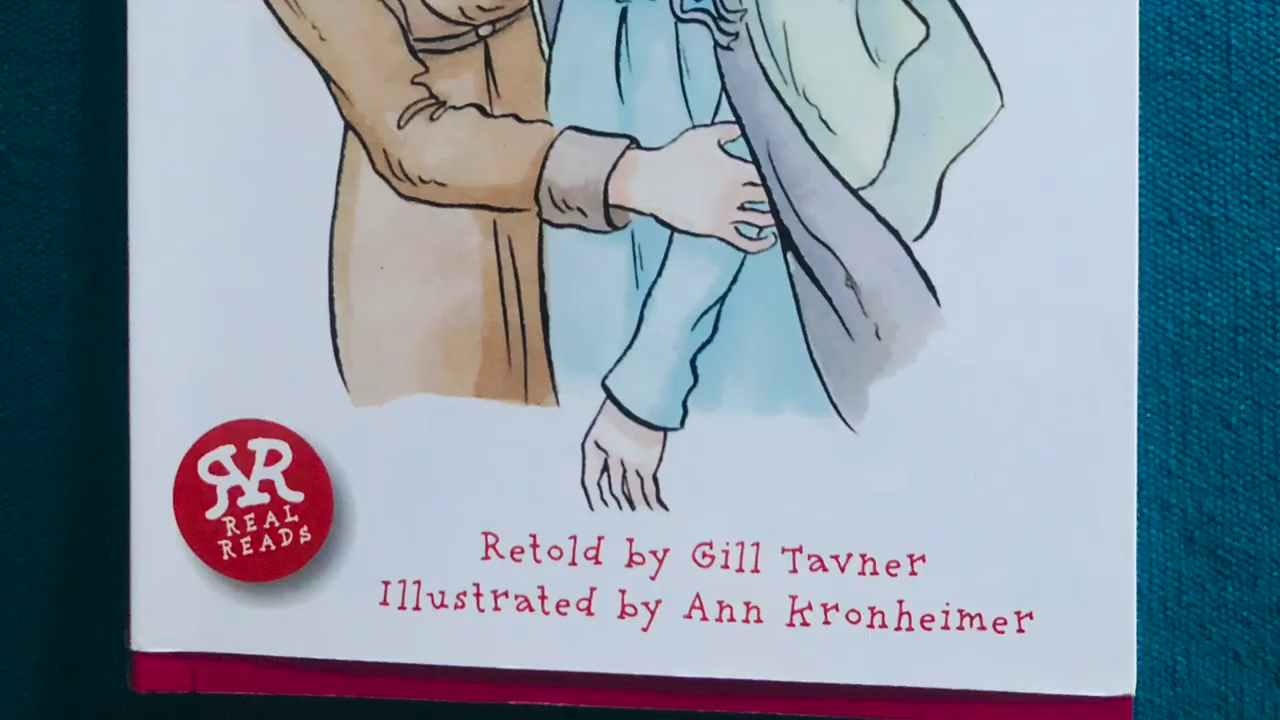 RR
REAL
READS
Retold by Gill Tavner
Illustrated by Ann Kronheimer